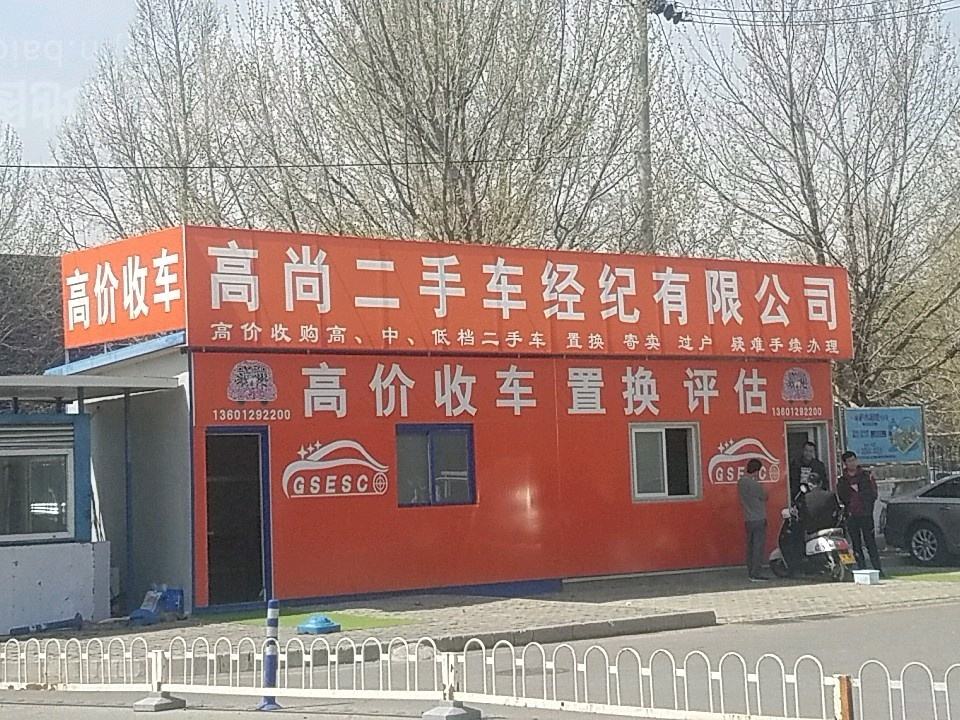 高价收车
高尚二手车经纪有限公司
高价收购高、中、低档二手车 置换 寄卖 过户 疑难手续办理
高价收车 置换 评估
13601292200
13601292200
GSESC
GSESC